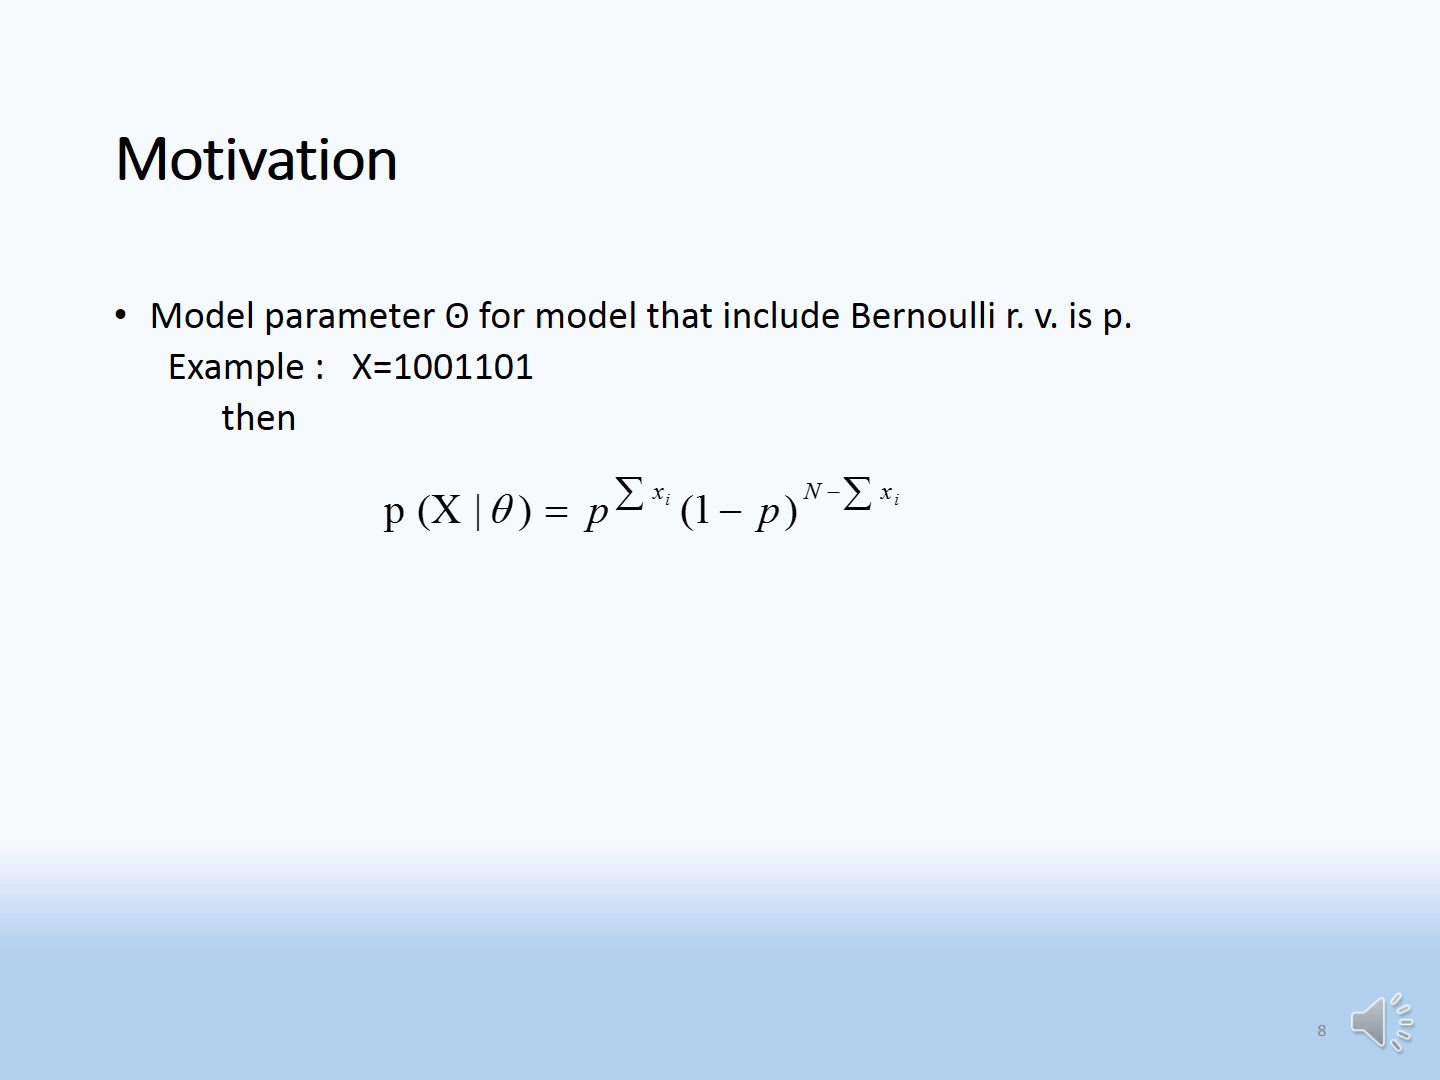 Motivation
• Model parameter ʘ for model that include Bernoulli r. v. is p.
Example : X=1001101
then
p (X | θ) = p^{∑ x_i} (1 − p)^{N − ∑ x_i}
8